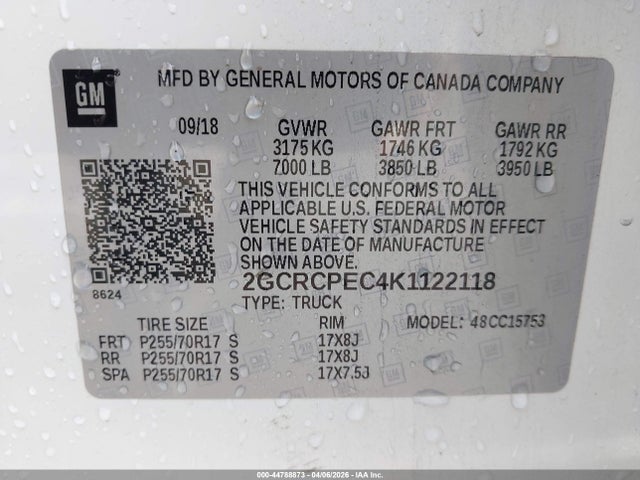 GM
MFD BY GENERAL MOTORS OF CANADA COMPANY
09/18 GVWR GAWR FRT GAWR RR
3175 KG 1746 KG 1792 KG
7000 LB 3850 LB 3950 LB
THIS VEHICLE CONFORMS TO ALL
APPLICABLE U.S. FEDERAL MOTOR
VEHICLE SAFETY STANDARDS IN EFFECT
ON THE DATE OF MANUFACTURE
SHOWN ABOVE.
8624
2GCRCPEC4K1122118
TYPE: TRUCK
TIRE SIZE RIM MODEL: 48CC15753
FRT P255/70R17 S 17X8J
RR P255/70R17 S 17X8J
SPA P255/70R17 S 17X7.5J
000-44788873 | 04/06/2026 | IAA Inc.